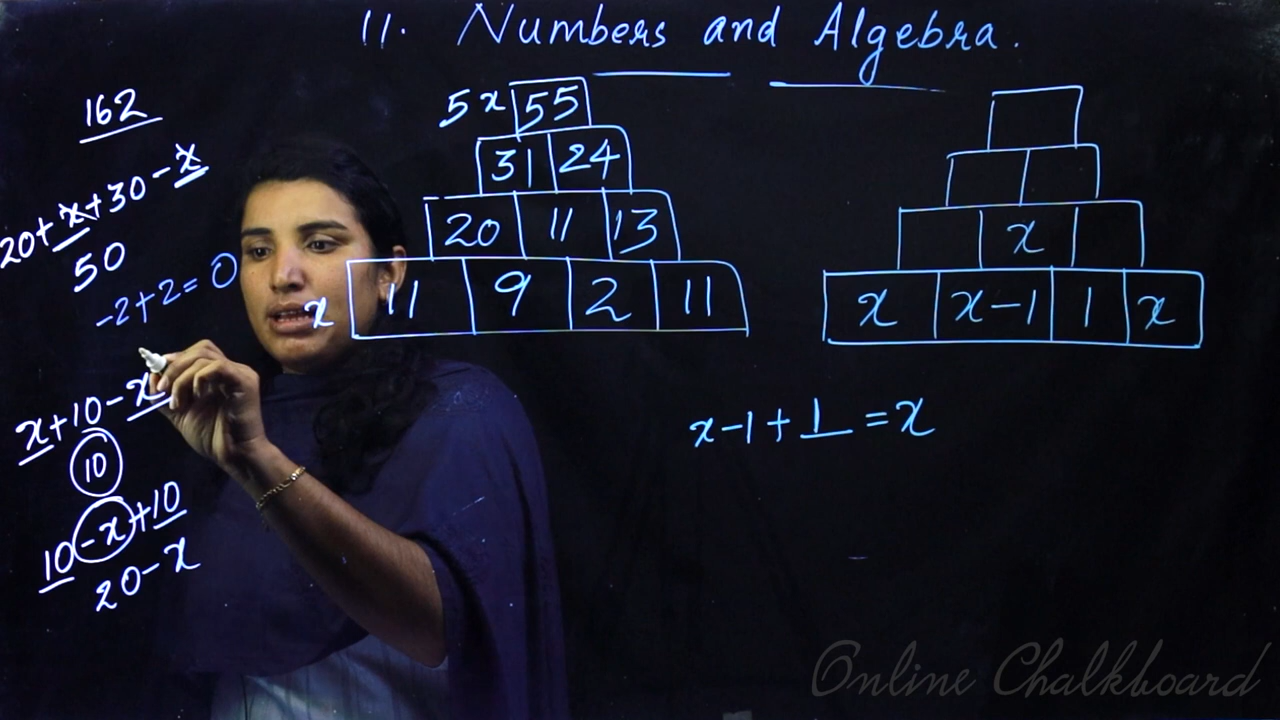 11. Numbers and Algebra.
162
20+x+30-x
50
-2+2=0
x+10-x
10
10-x+10
20-x
5x 55
31 24
20 11 13
x 11 9 2 11
x
x x-1 1 x
x-1+1=x
Online Chalkboard